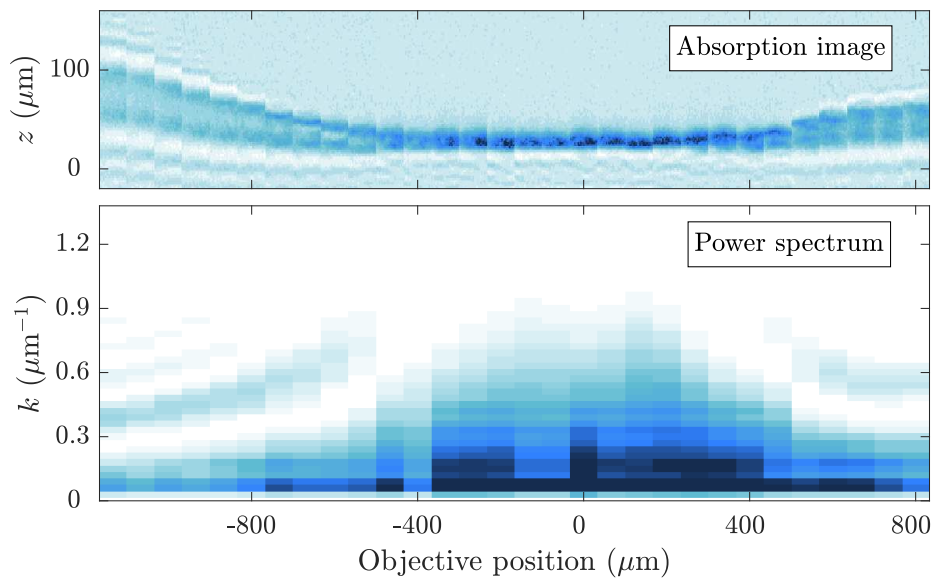 Absorption image
100
0
z (μm)
Power spectrum
1.2
0.9
0.6
0.3
0
k (μm⁻¹)
-800 -400 0 400 800
Objective position (μm)